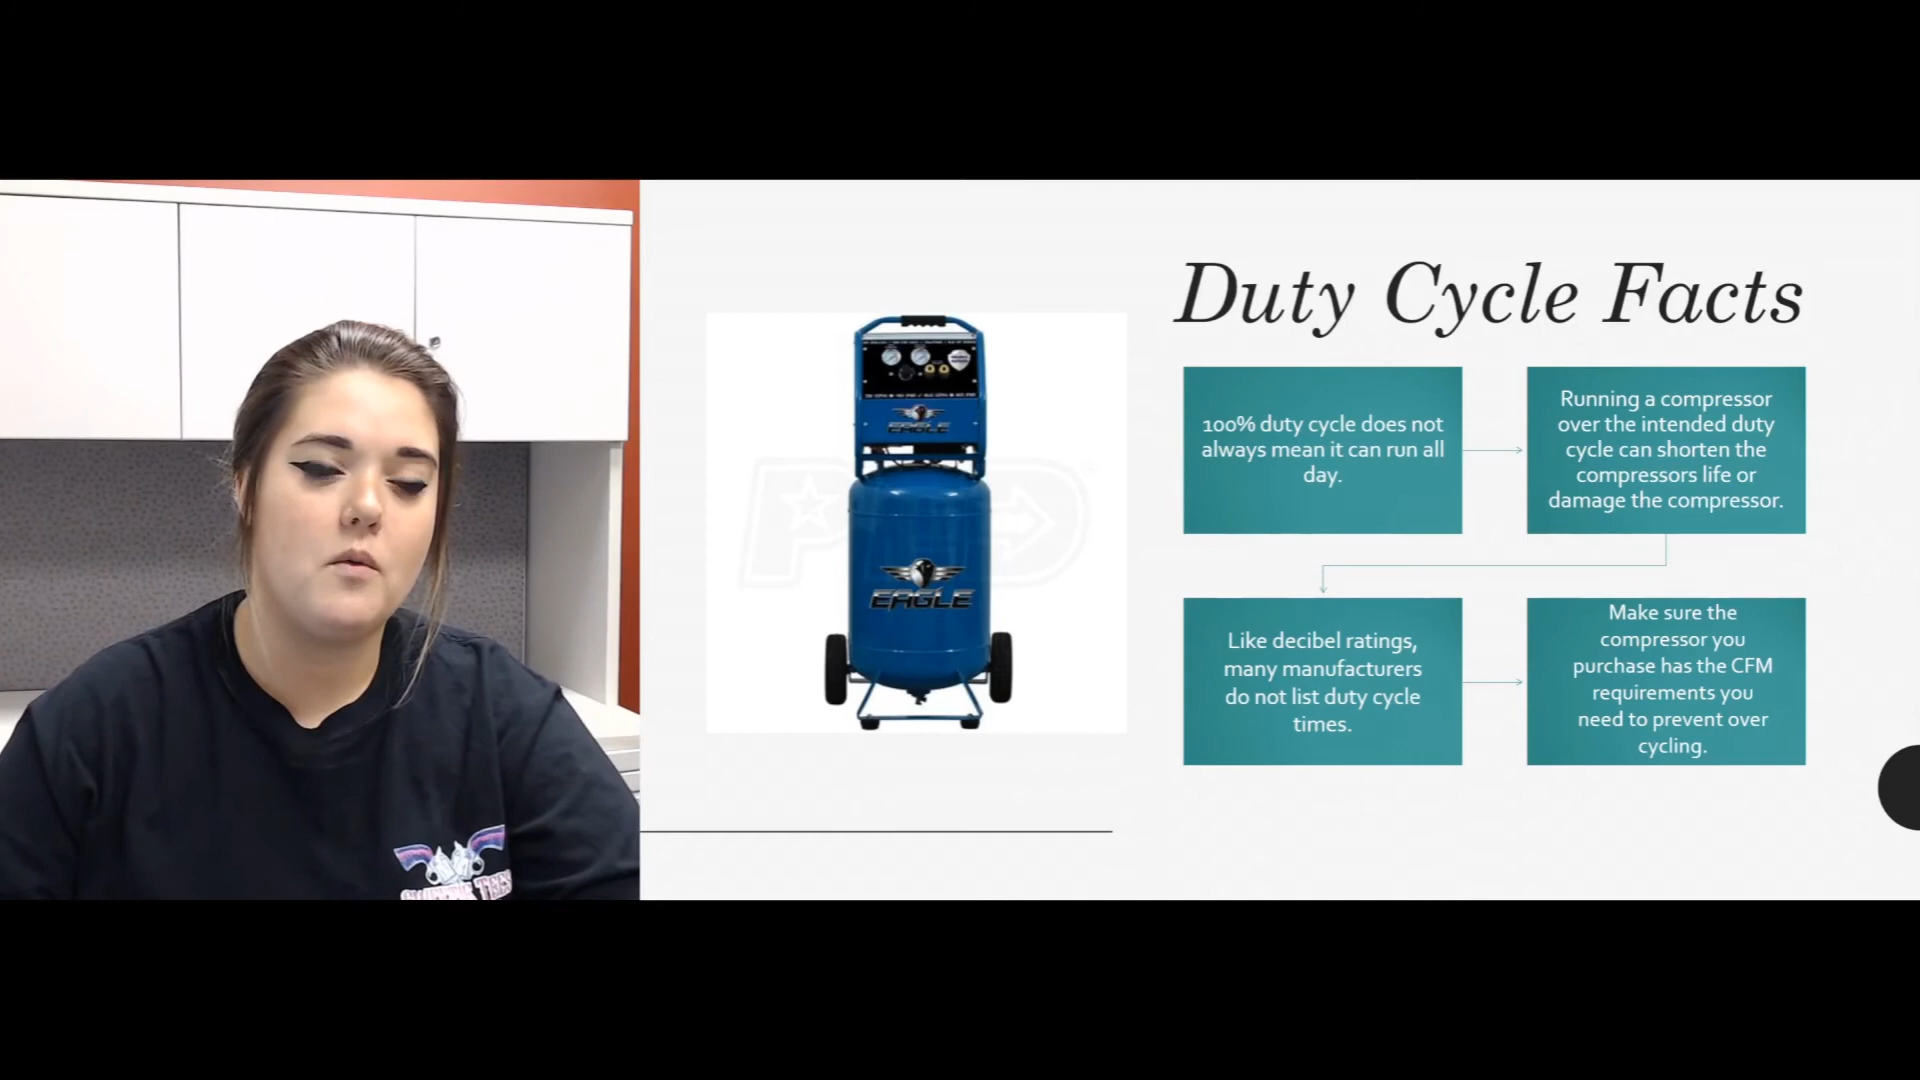 Duty Cycle Facts
100% duty cycle does not
always mean it can run all
day.
Running a compressor
over the intended duty
cycle can shorten the
compressors life or
damage the compressor.
Like decibel ratings,
many manufacturers
do not list duty cycle
times.
Make sure the
compressor you
purchase has the CFM
requirements you
need to prevent over
cycling.
EAGLE
EAGLE
TEES